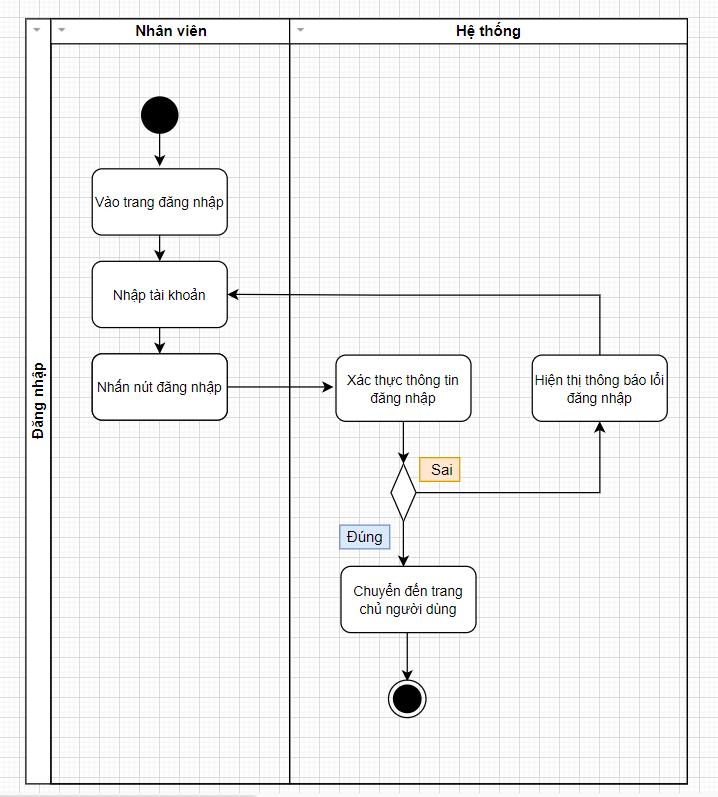 Nhân viên
Hệ thống
Đăng nhập
Vào trang đăng nhập
Nhập tài khoản
Nhấn nút đăng nhập
Xác thực thông tin
đăng nhập
Hiện thị thông báo lỗi
đăng nhập
Sai
Đúng
Chuyển đến trang
chủ người dùng